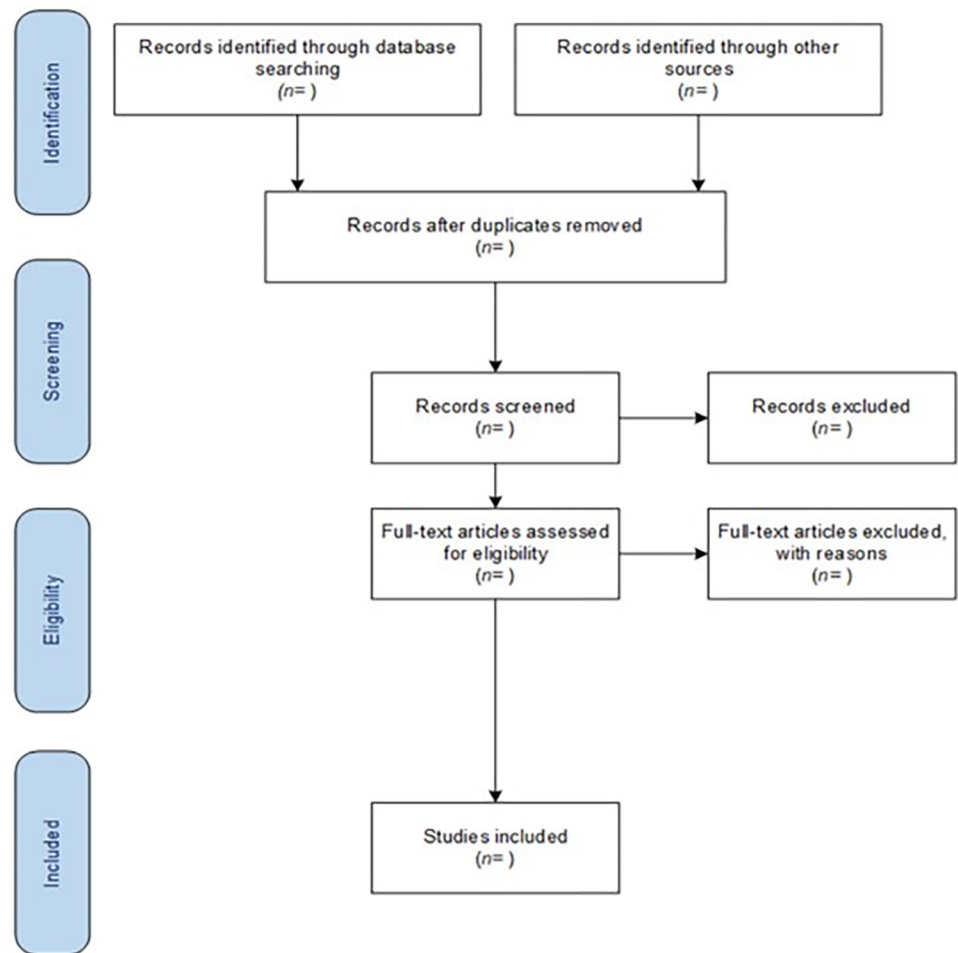 Identification
Records identified through database
searching
(n= )
Records identified through other
sources
(n= )
Records after duplicates removed
(n= )
Screening
Records screened
(n= )
Records excluded
(n= )
Eligibility
Full-text articles assessed
for eligibility
(n= )
Full-text articles excluded,
with reasons
(n= )
Included
Studies included
(n= )